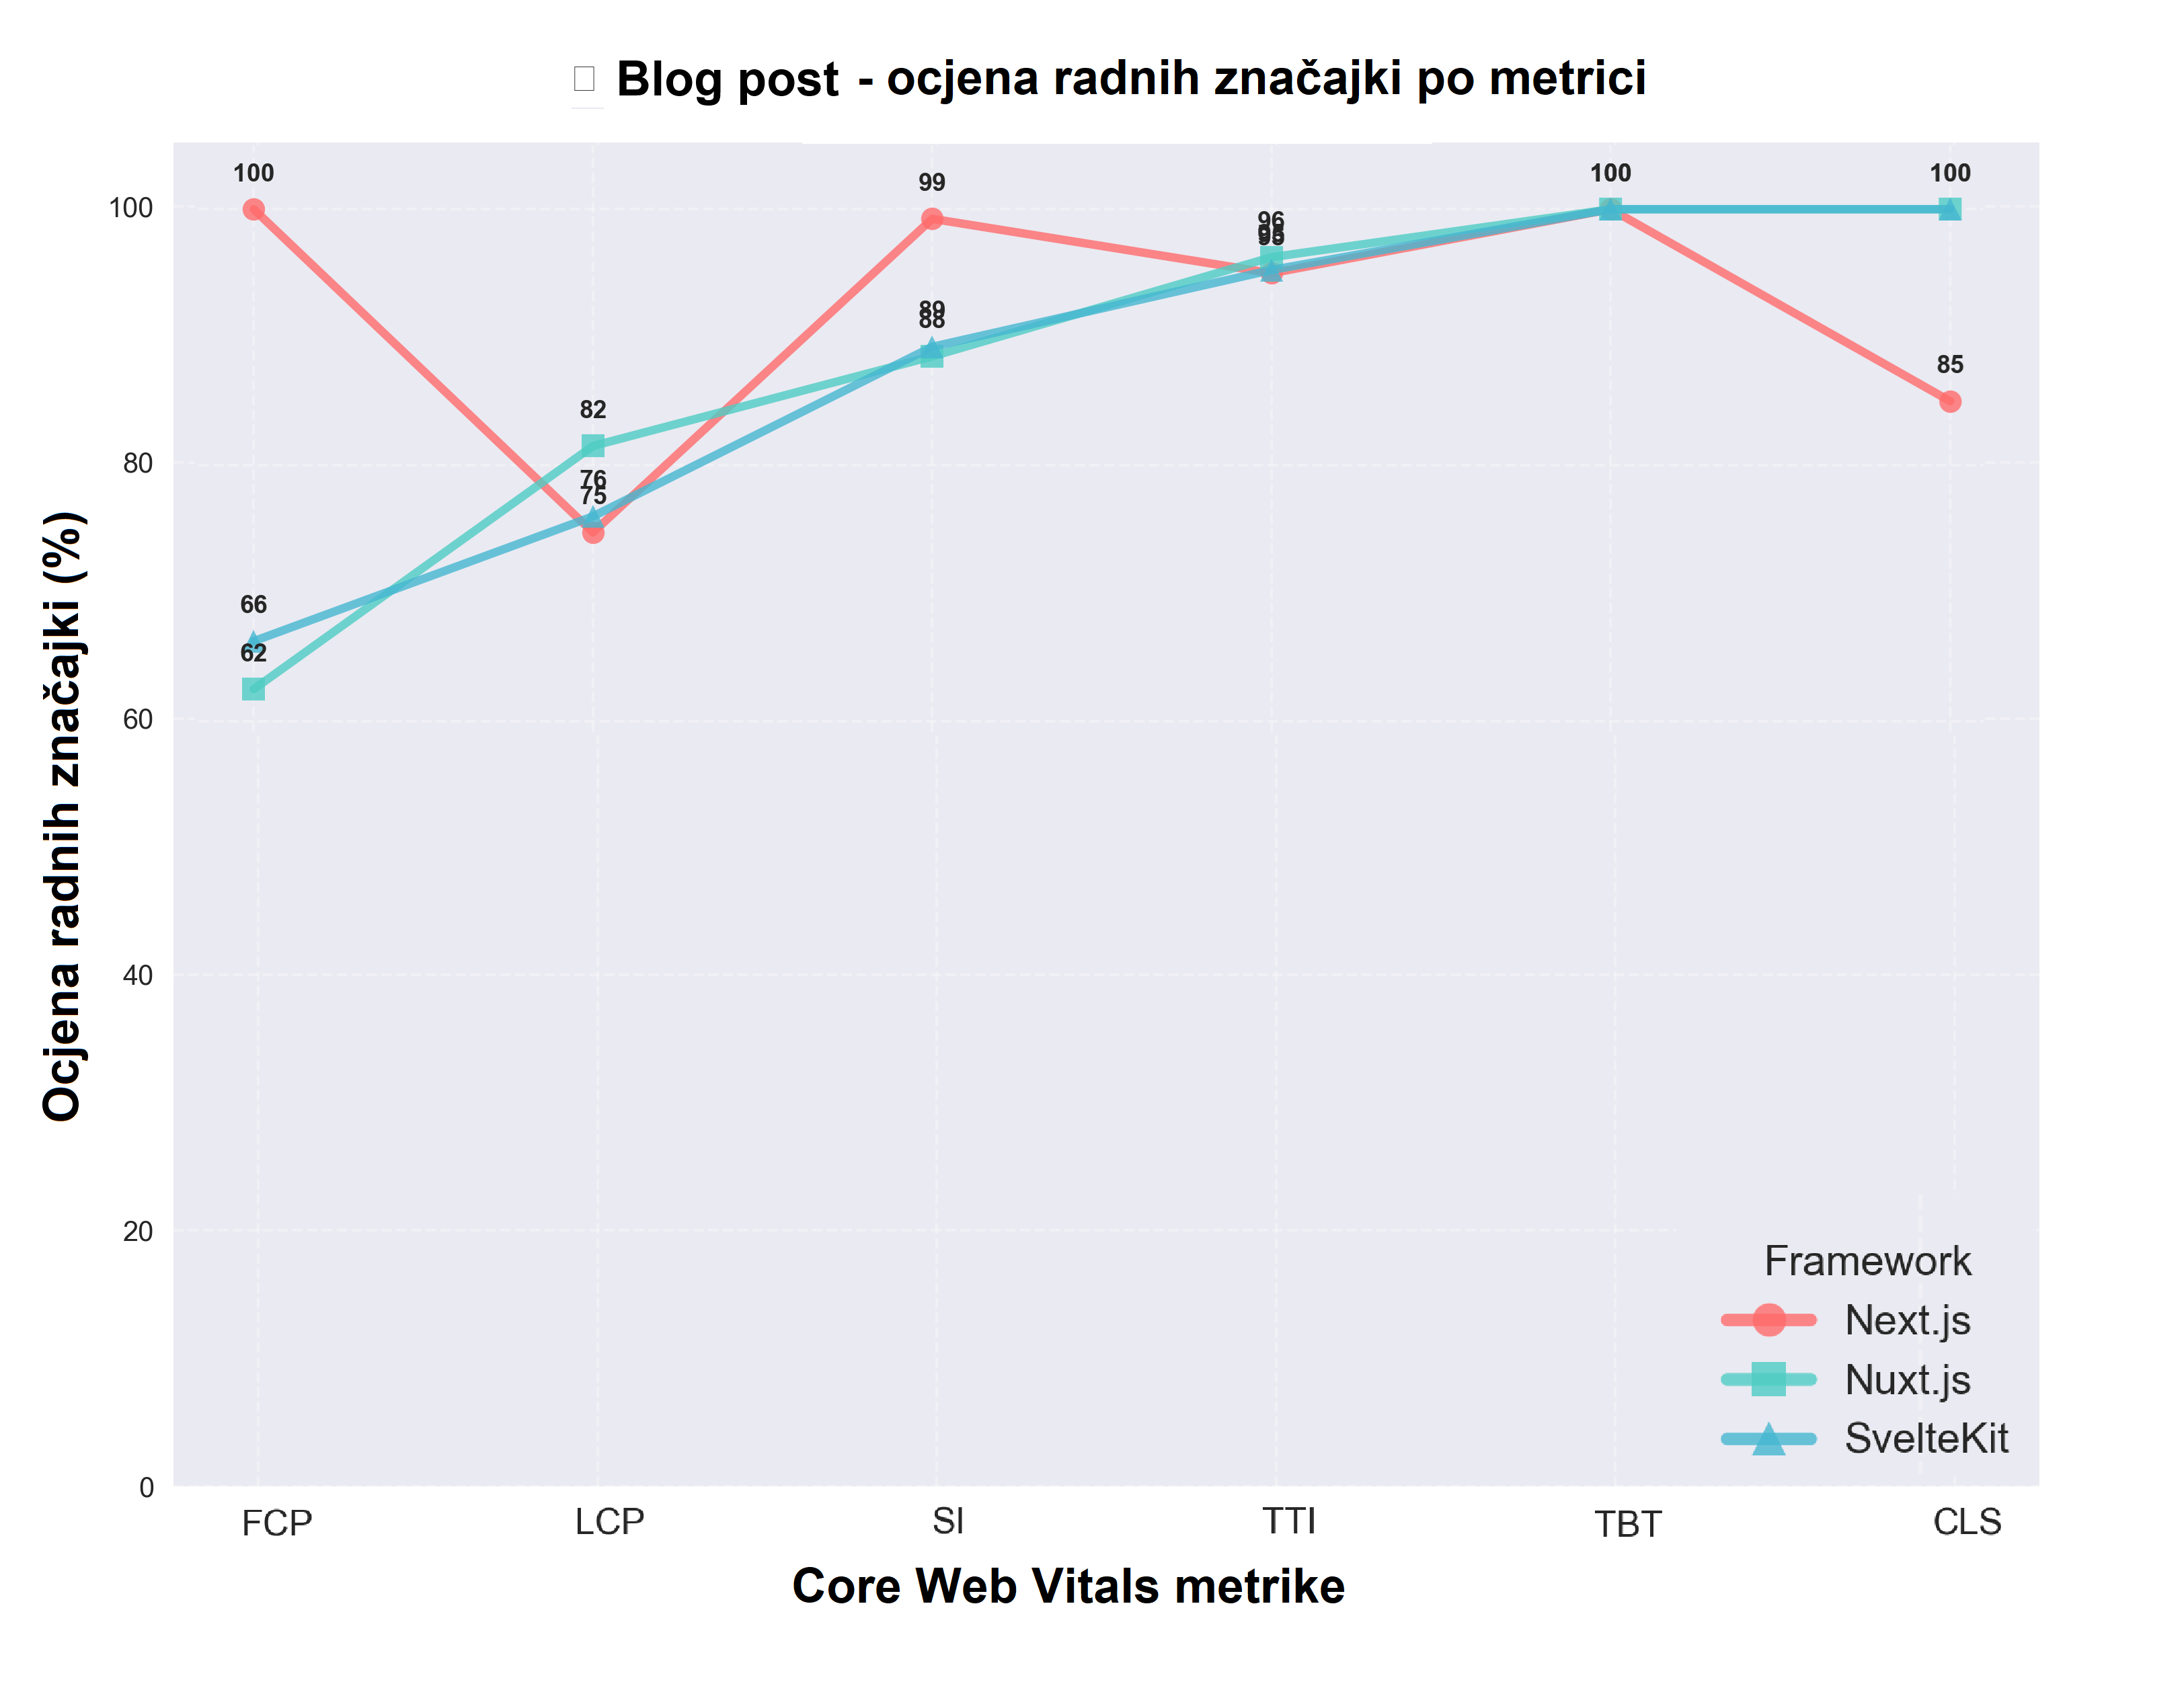 Blog post - ocjena radnih značajki po metrici
Ocjena radnih značajki (%)
100
80
60
40
20
0
100
66
62
82
76
75
99
89
88
96
95
95
100
100
85
FCP
LCP
SI
TTI
TBT
CLS
Core Web Vitals metrike
Framework
Next.js
Nuxt.js
SvelteKit